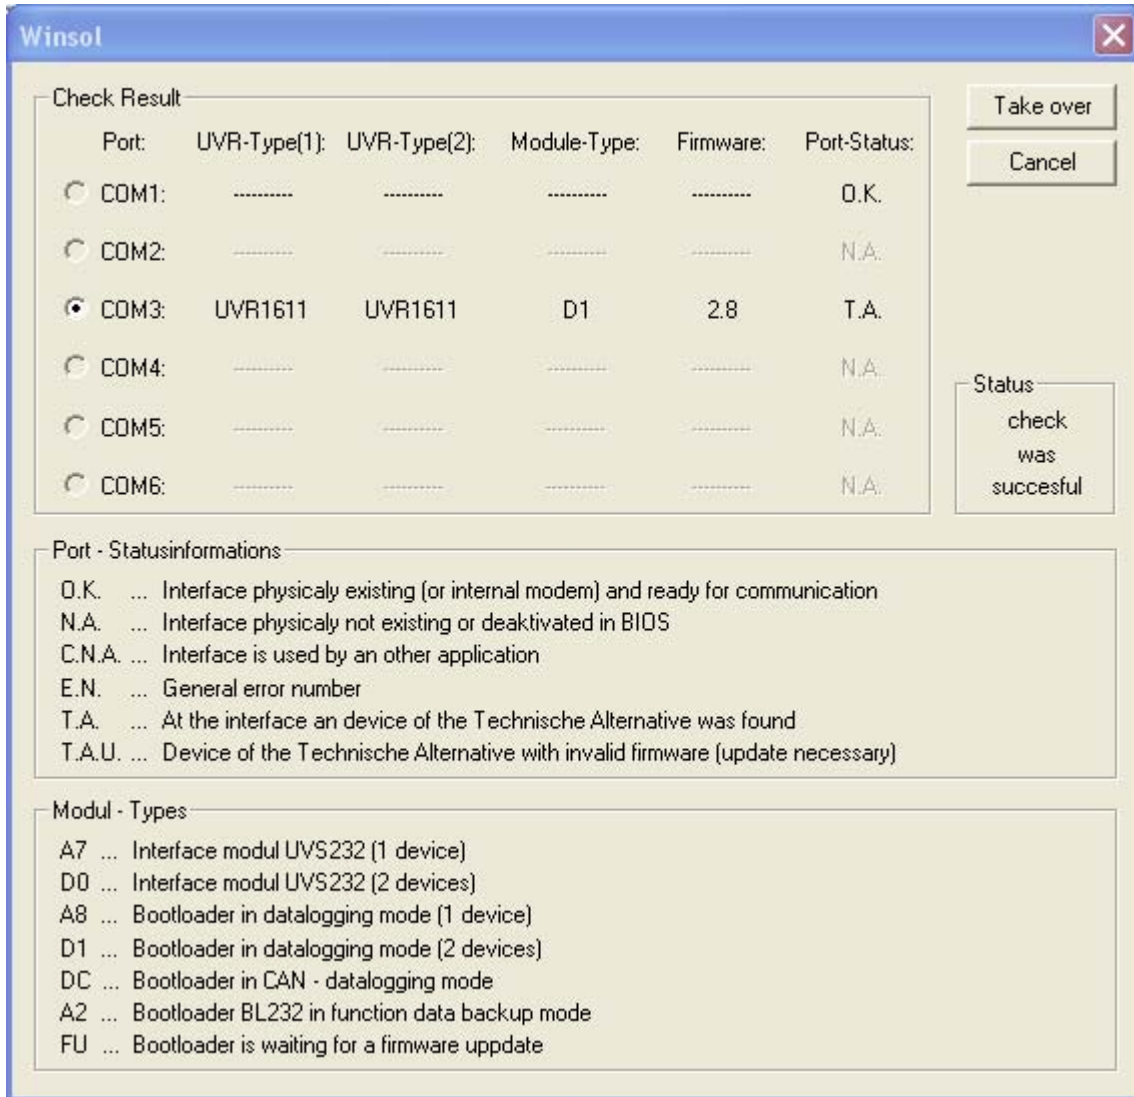 Winsol
Check Result
Port: UVR-Type(1): UVR-Type(2): Module-Type: Firmware: Port-Status:
COM1: ---------- ---------- ---------- ---------- O.K.
COM2: ---------- ---------- ---------- ---------- N.A.
COM3: UVR1611 UVR1611 D1 2.8 T.A.
COM4: ---------- ---------- ---------- ---------- N.A.
COM5: ---------- ---------- ---------- ---------- N.A.
COM6: ---------- ---------- ---------- ---------- N.A.
Take over
Cancel
Status
check
was
succesful
Port - Statusinformations
O.K. ... Interface physicaly existing (or internal modem) and ready for communication
N.A. ... Interface physicaly not existing or deaktivated in BIOS
C.N.A. ... Interface is used by an other application
E.N. ... General error number
T.A. ... At the interface an device of the Technische Alternative was found
T.A.U. ... Device of the Technische Alternative with invalid firmware (update necessary)
Modul - Types
A7 ... Interface modul UVS232 (1 device)
D0 ... Interface modul UVS232 (2 devices)
A8 ... Bootloader in datalogging mode (1 device)
D1 ... Bootloader in datalogging mode (2 devices)
DC ... Bootloader in CAN - datalogging mode
A2 ... Bootloader BL232 in function data backup mode
FU ... Bootloader is waiting for a firmware uppdate